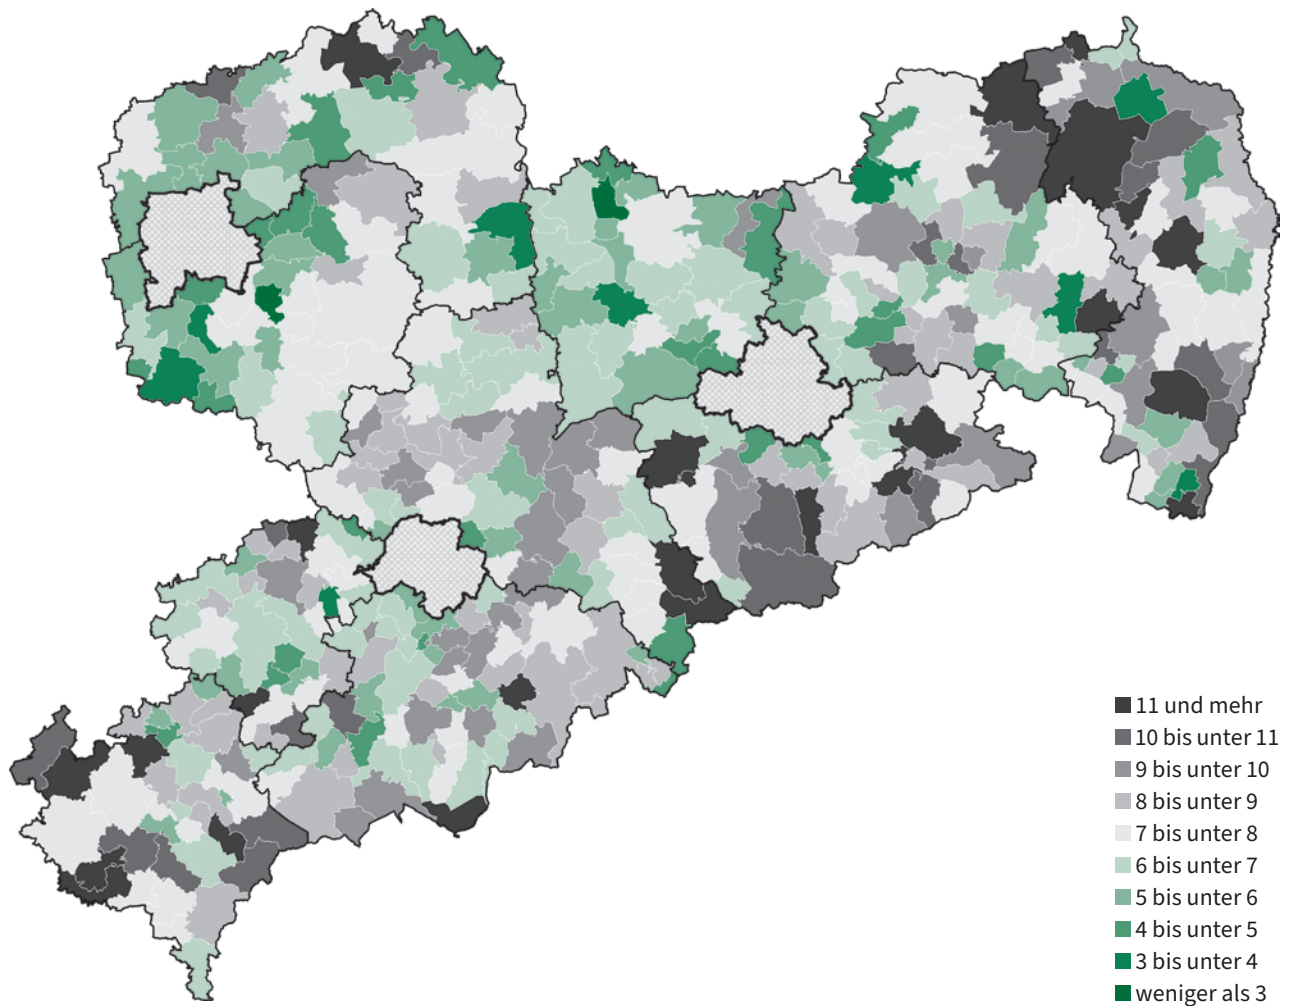 11 und mehr
10 bis unter 11
9 bis unter 10
8 bis unter 9
7 bis unter 8
6 bis unter 7
5 bis unter 6
4 bis unter 5
3 bis unter 4
weniger als 3